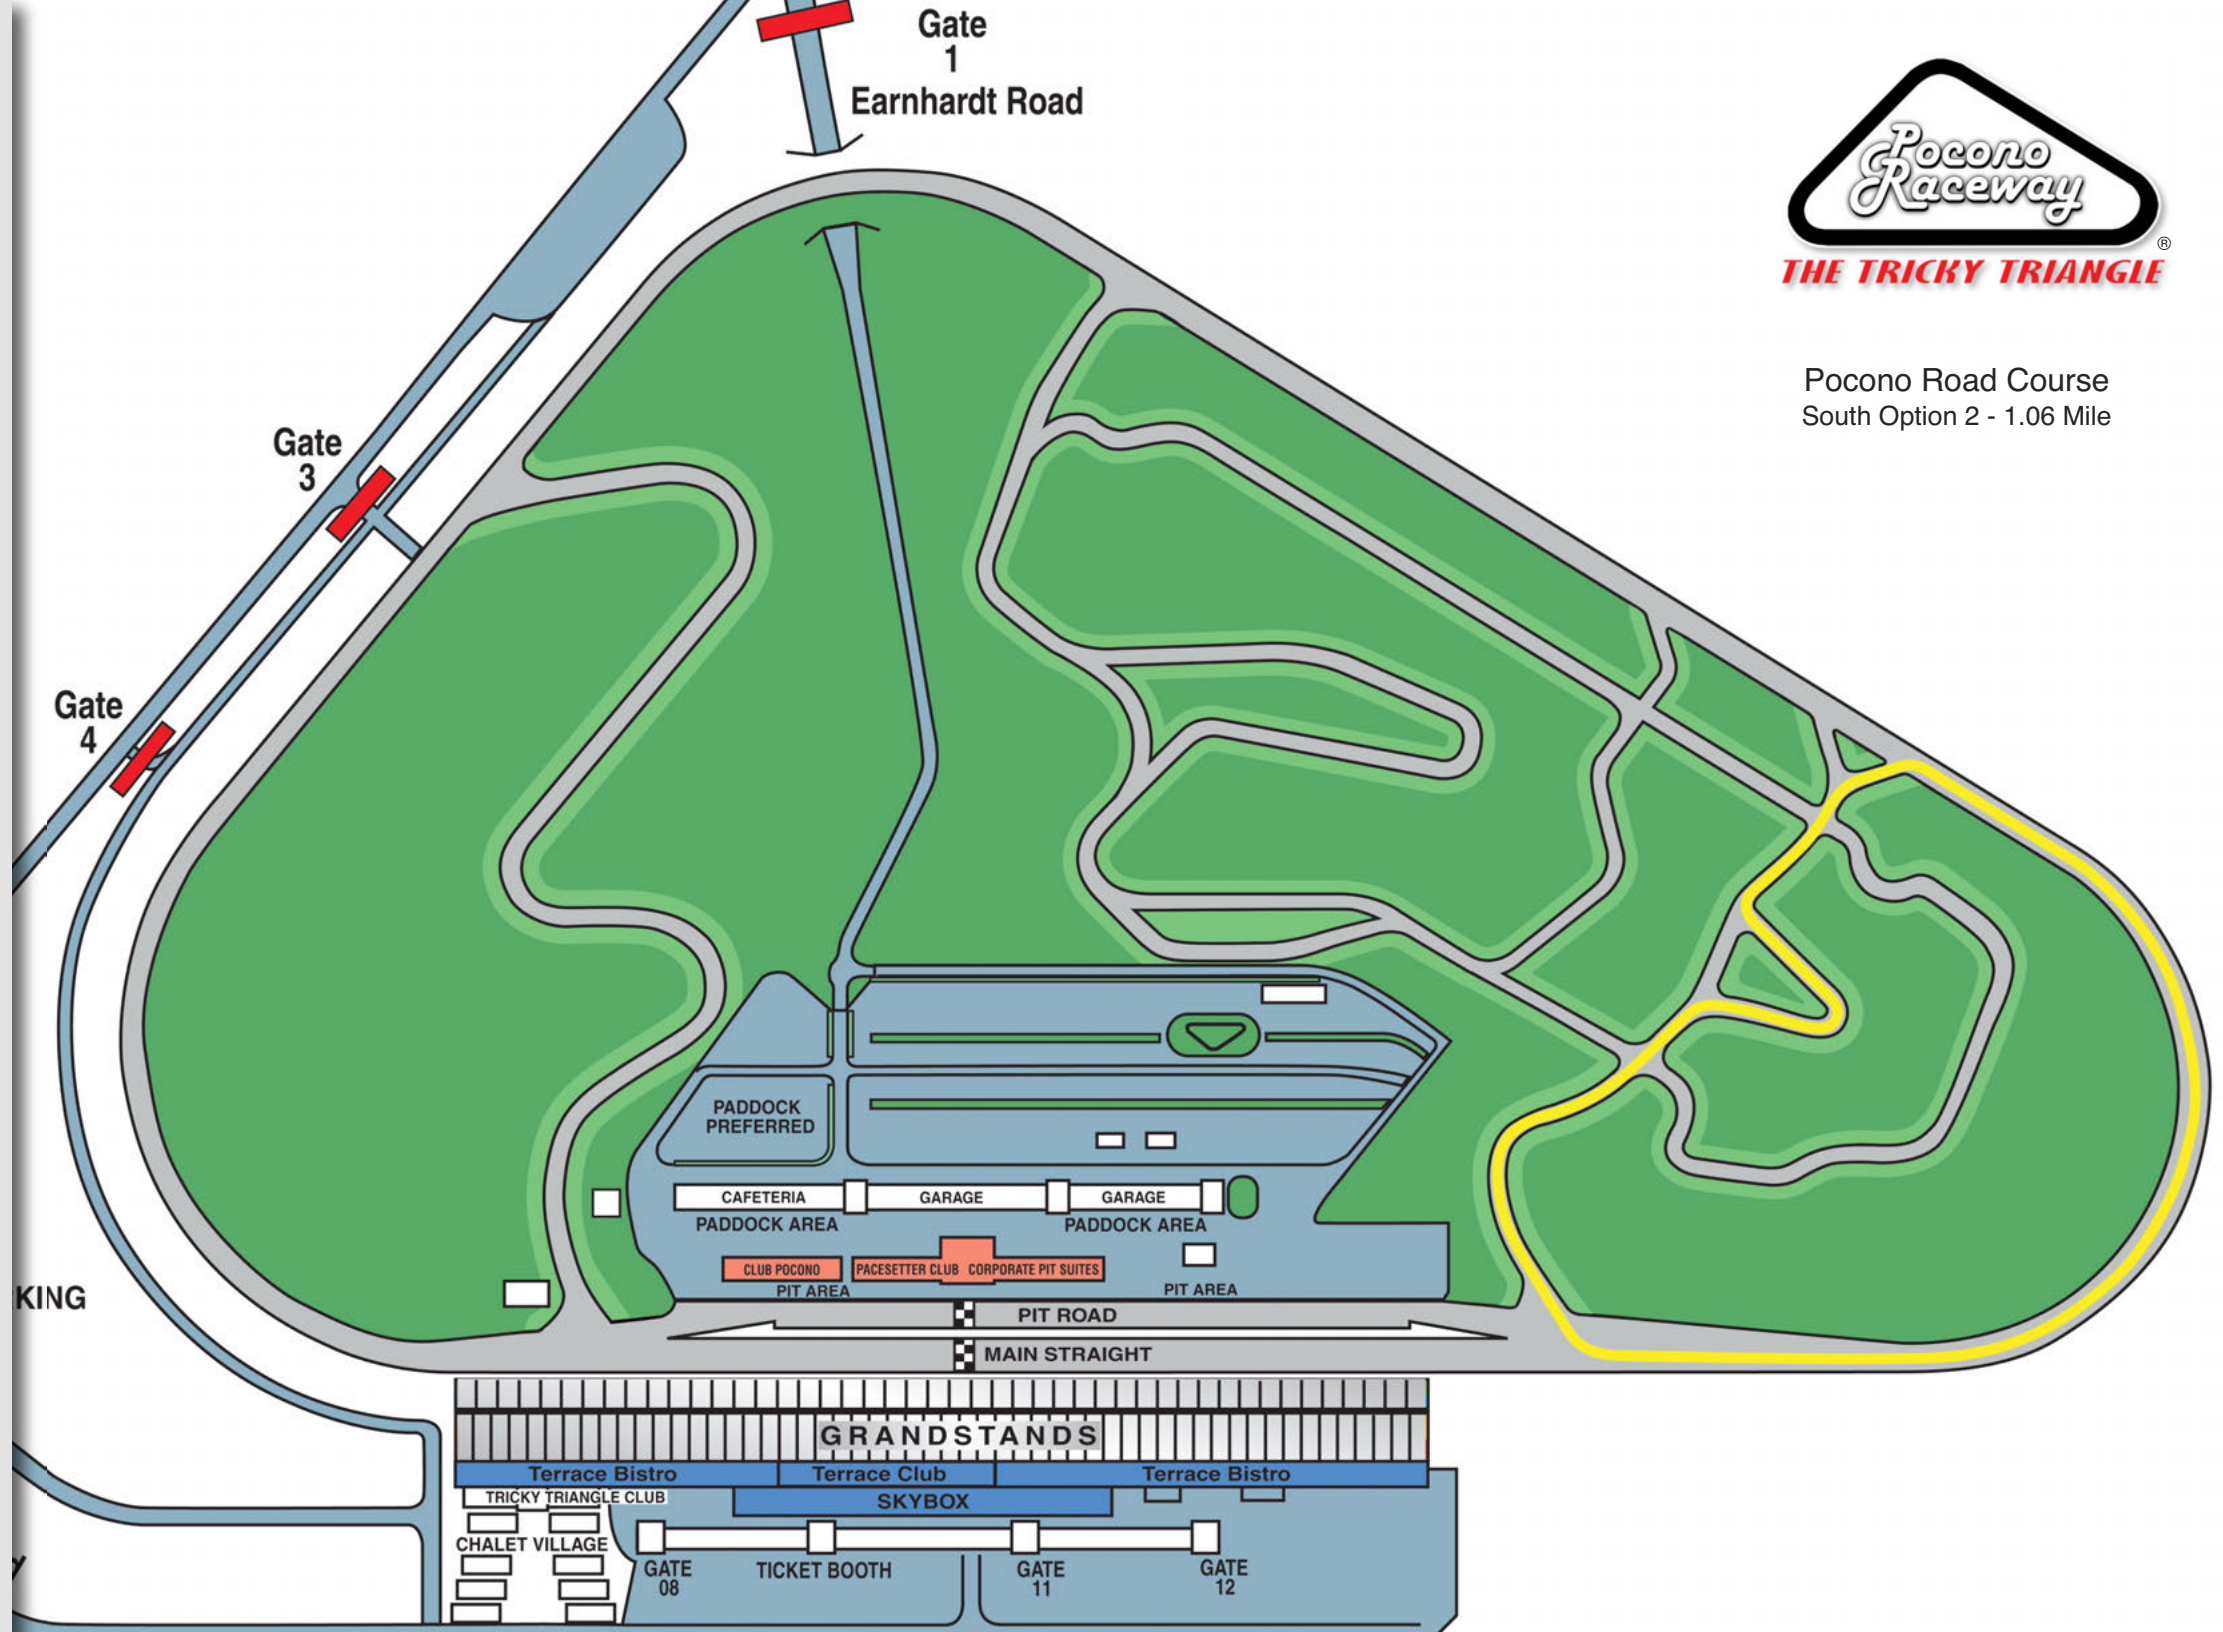 Gate
1
Earnhardt Road
Pocono
Raceway
®
THE TRICKY TRIANGLE
Pocono Road Course
South Option 2 - 1.06 Mile
Gate
3
Gate
4
PADDOCK
PREFERRED
CAFETERIA
GARAGE
GARAGE
PADDOCK AREA
PADDOCK AREA
CLUB POCONO
PACESETTER CLUB CORPORATE PIT SUITES
PIT AREA
PIT AREA
KING
PIT ROAD
MAIN STRAIGHT
GRANDSTANDS
Terrace Bistro
Terrace Club
Terrace Bistro
TRICKY TRIANGLE CLUB
SKYBOX
CHALET VILLAGE
GATE
08
TICKET BOOTH
GATE
11
GATE
12